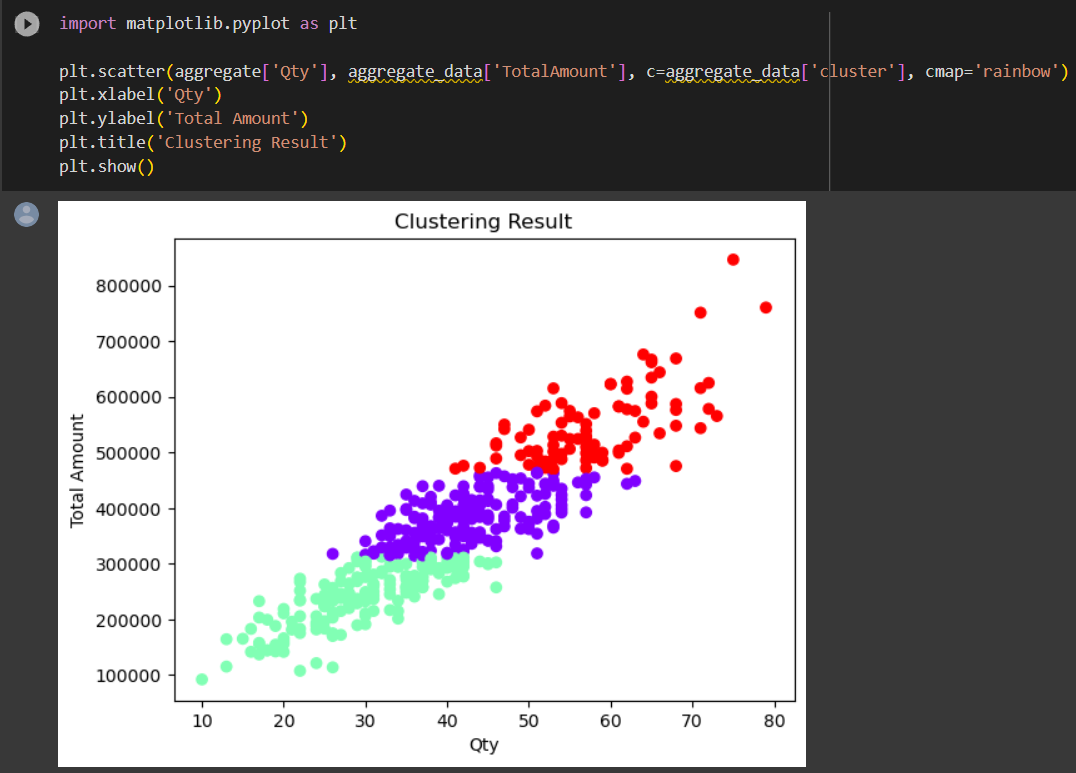 import matplotlib.pyplot as plt
plt.scatter(aggregate['Qty'], aggregate_data['TotalAmount'], c=aggregate_data['cluster'], cmap='rainbow')
plt.xlabel('Qty')
plt.ylabel('Total Amount')
plt.title('Clustering Result')
plt.show()
Clustering Result
800000
700000
600000
500000
400000
300000
200000
100000
Total Amount
10 20 30 40 50 60 70 80
Qty